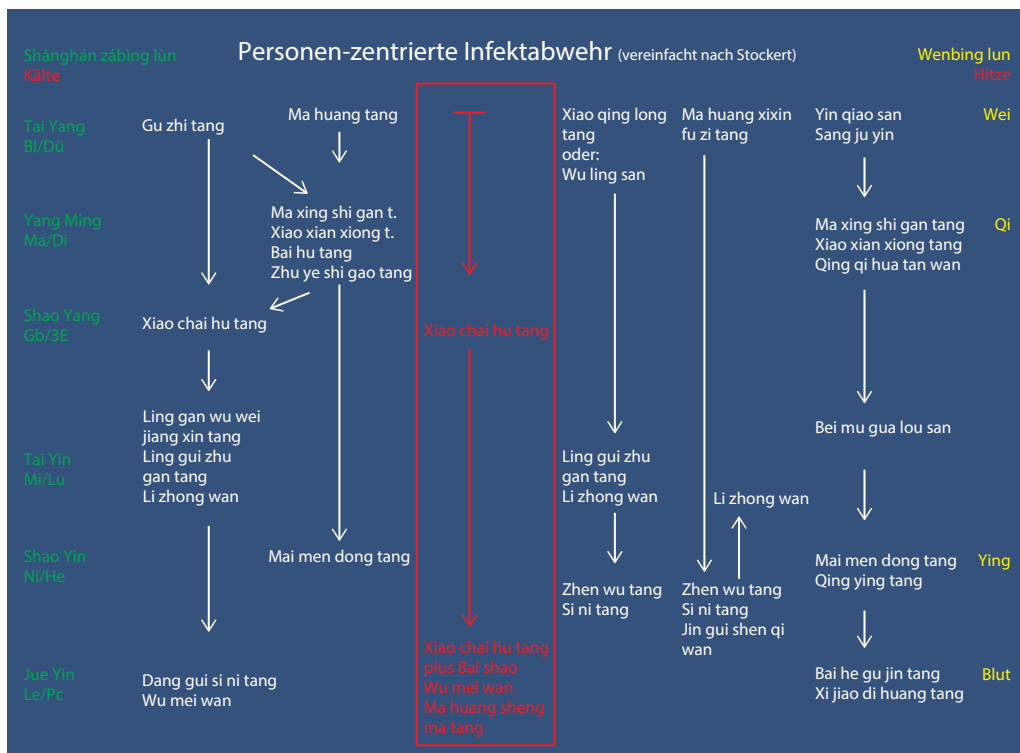 Shānghán zábìng lùn
Kälte
Personen-zentrierte Infektabwehr (vereinfacht nach Stockert)
Wenbing lun
Hitze
Tai Yang
Bl/Dü
Gu zhi tang
Ma huang tang
Xiao qing long
tang
oder:
Wu ling san
Ma huang xixin
fu zi tang
Yin qiao san
Sang ju yin
Wei
Yang Ming
Ma/Di
Ma xing shi gan t.
Xiao xian xiong t.
Bai hu tang
Zhu ye shi gao tang
Ma xing shi gan tang
Xiao xian xiong tang
Qing qi hua tan wan
Qi
Shao Yang
Gb/3E
Xiao chai hu tang
Xiao chai hu tang
Tai Yin
Mi/Lu
Ling gan wu wei
jiang xin tang
Ling gui zhu
gan tang
Li zhong wan
Ling gui zhu
gan tang
Li zhong wan
Li zhong wan
Bei mu gua lou san
Shao Yin
Ni/He
Mai men dong tang
Zhen wu tang
Si ni tang
Zhen wu tang
Si ni tang
Jin gui shen qi
wan
Mai men dong tang
Qing ying tang
Ying
Jue Yin
Le/Pc
Dang gui si ni tang
Wu mei wan
Xiao chai hu tang
plus Bai shao
Wu mei wan
Ma huang sheng
ma tang
Bai he gu jin tang
Xi jiao di huang tang
Blut